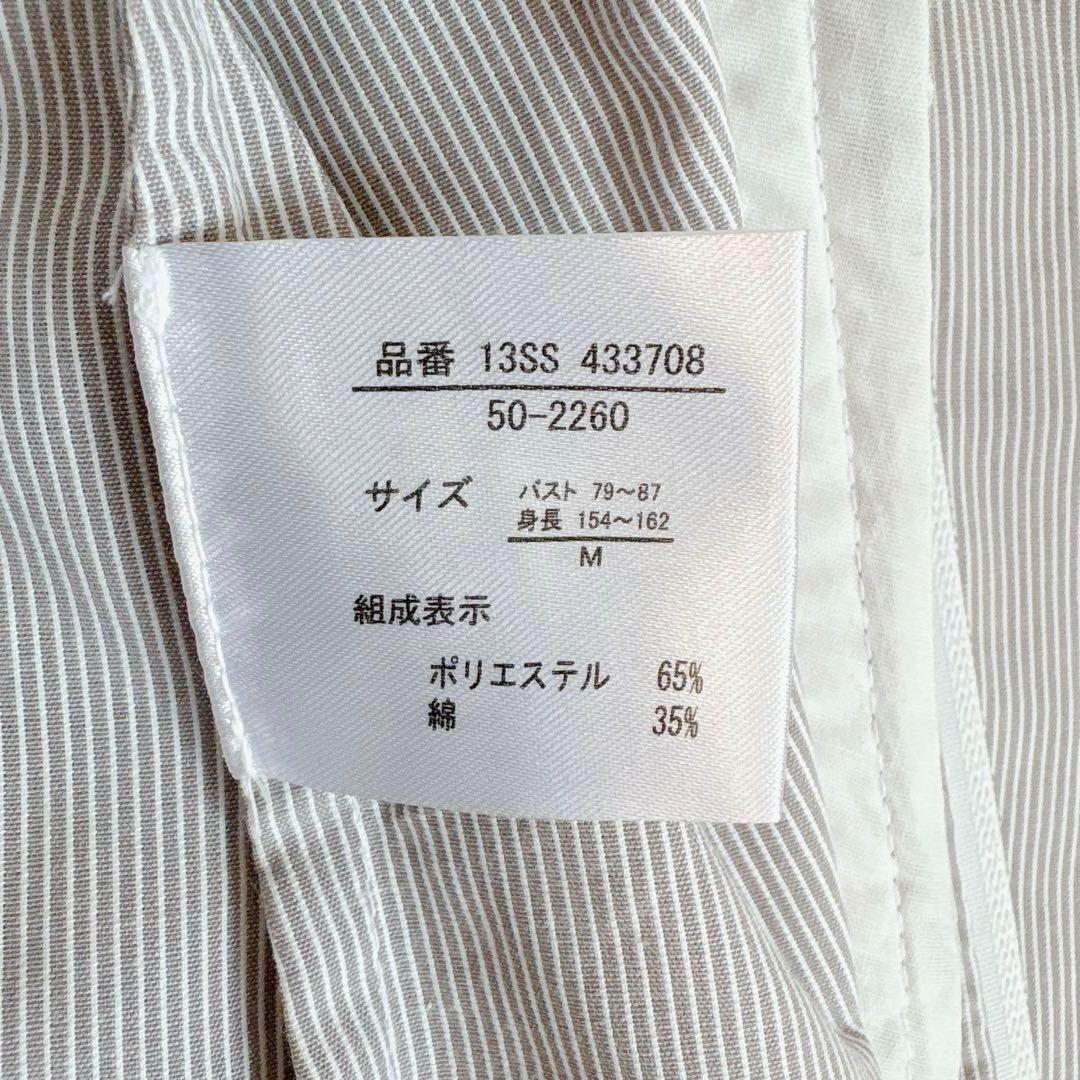 品番 13SS 433708
50-2260
サイズ バスト 79～87
身長 154～162
M
組成表示
ポリエステル 65%
綿 35%